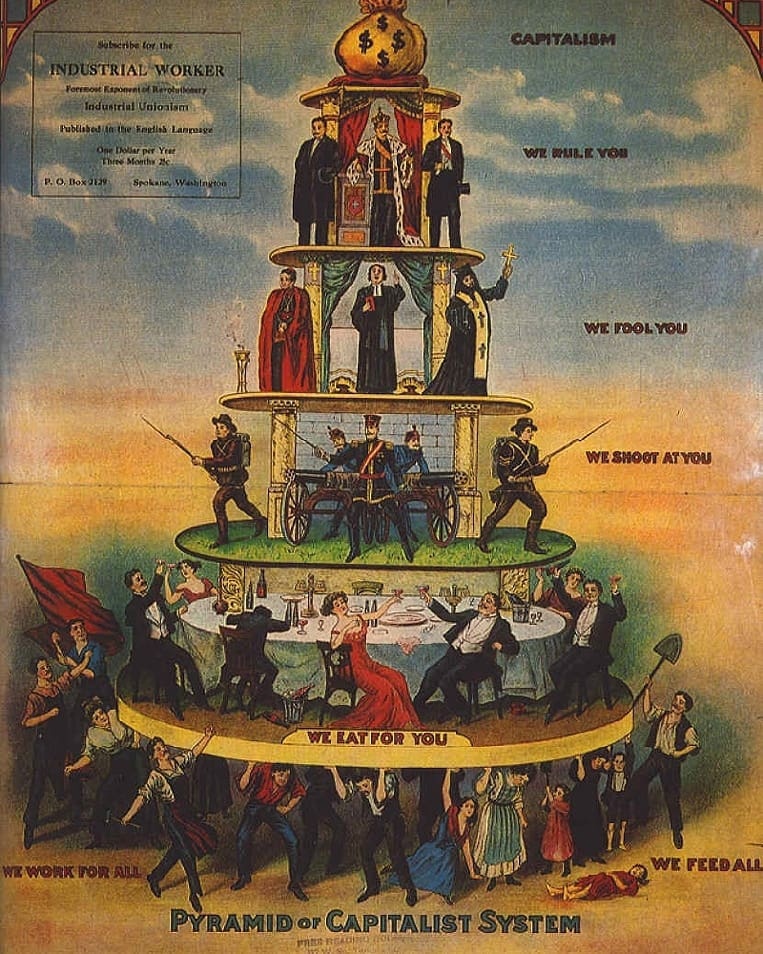 Subscribe for the
INDUSTRIAL WORKER
Foremost Exponent of Revolutionary
Industrial Unionism
Published in the English Language
One Dollar per Year
Three Months 25c.
P. O. Box 2129 Spokane, Washington
$
$ $
$
CAPITALISM
WE RULE YOU
WE FOOL YOU
WE SHOOT AT YOU
WE EAT FOR YOU
WE WORK FOR ALL
WE FEED ALL
PYRAMID OF CAPITALIST SYSTEM
FREE READING